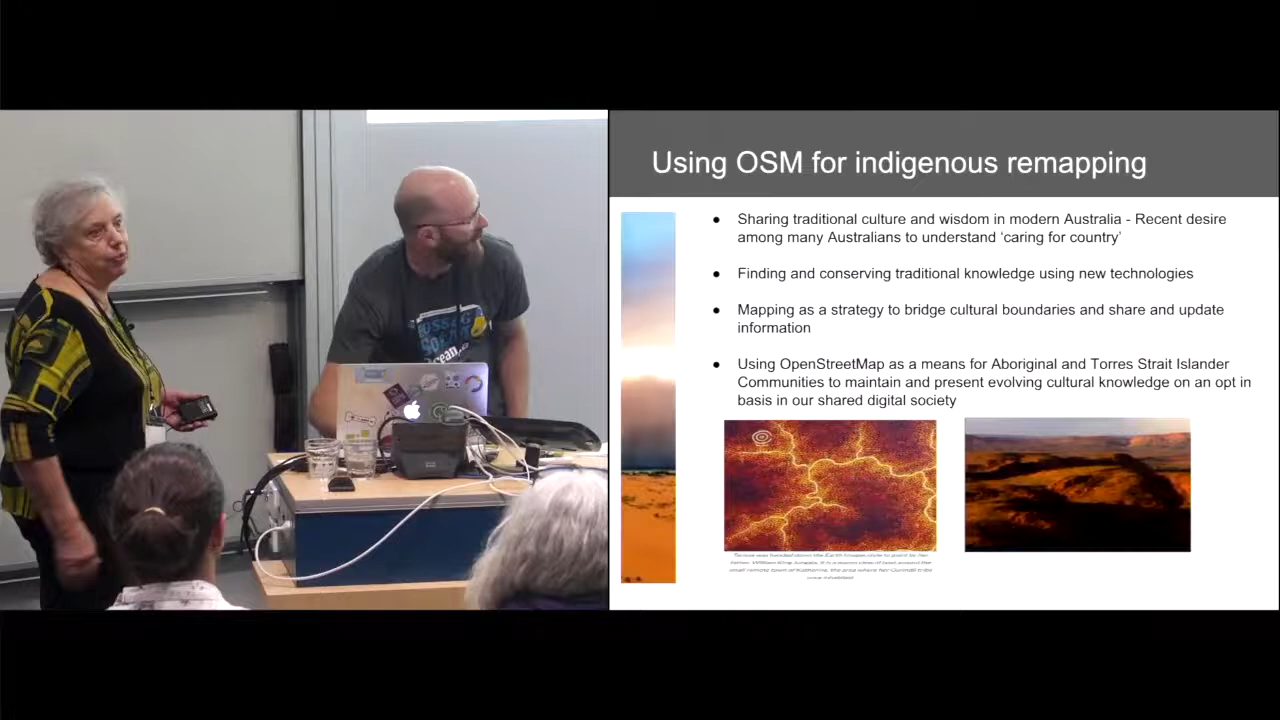 Using OSM for indigenous remapping
● Sharing traditional culture and wisdom in modern Australia - Recent desire
among many Australians to understand ‘caring for country’
● Finding and conserving traditional knowledge using new technologies
● Mapping as a strategy to bridge cultural boundaries and share and update
information
● Using OpenStreetMap as a means for Aboriginal and Torres Strait Islander
Communities to maintain and present evolving cultural knowledge on an opt in
basis in our shared digital society